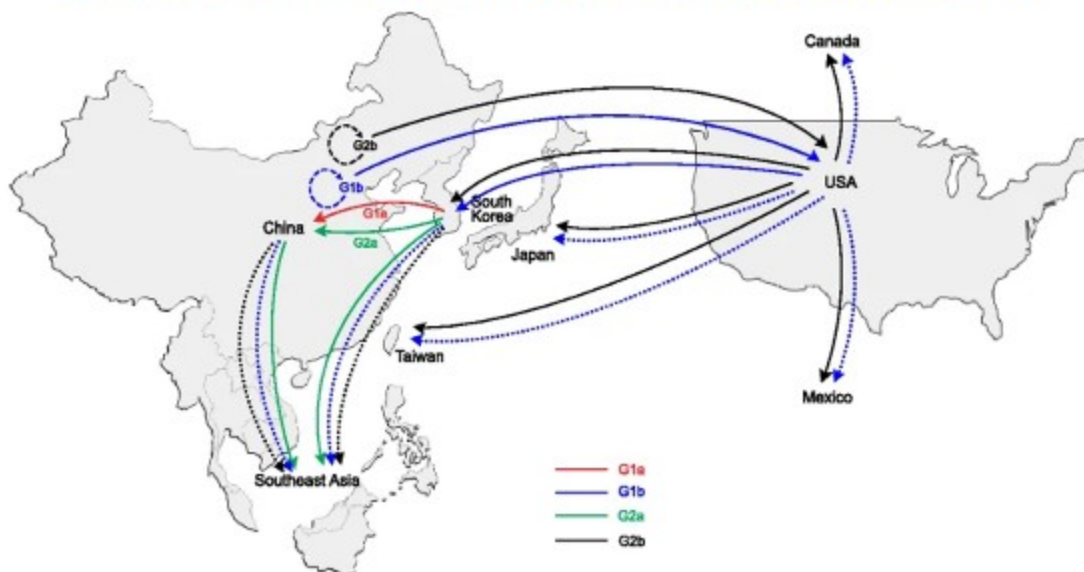 Canada
G2b
G1b
USA
South
Korea
G1a
China
G2a
Japan
Taiwan
Mexico
Southeast Asia
G1a
G1b
G2a
G2b